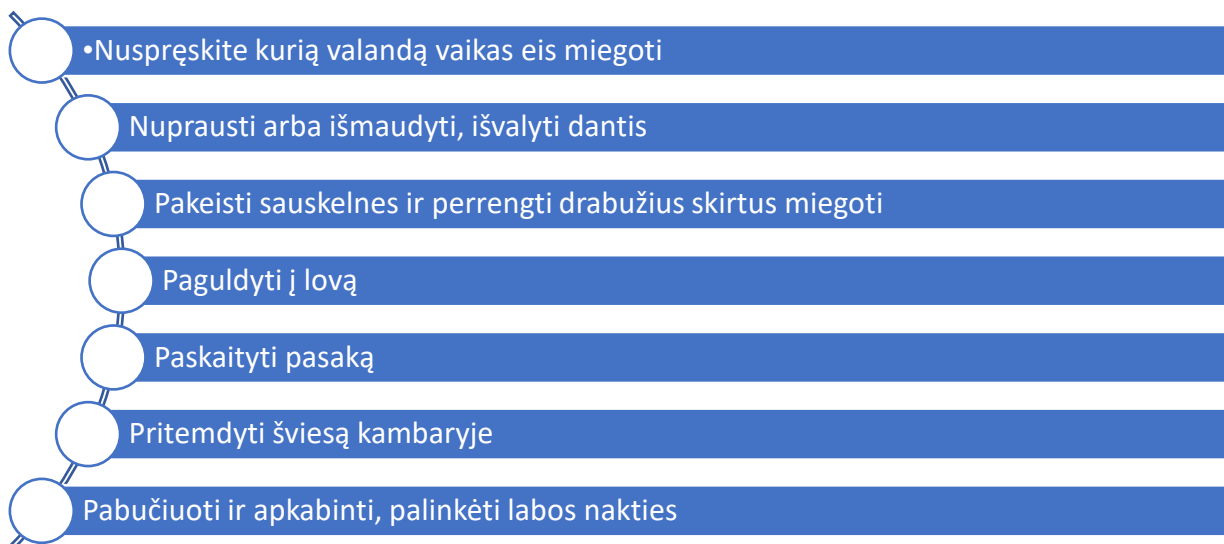 •Nuspręskite kurią valandą vaikas eis miegoti
Nuprausti arba išmaudyti, išvalyti dantis
Pakeisti sauskelnes ir perrengti drabužius skirtus miegoti
Paguldyti į lovą
Paskaityti pasaką
Pritemdyti šviesą kambaryje
Pabučiuoti ir apkabinti, palinkėti labos nakties